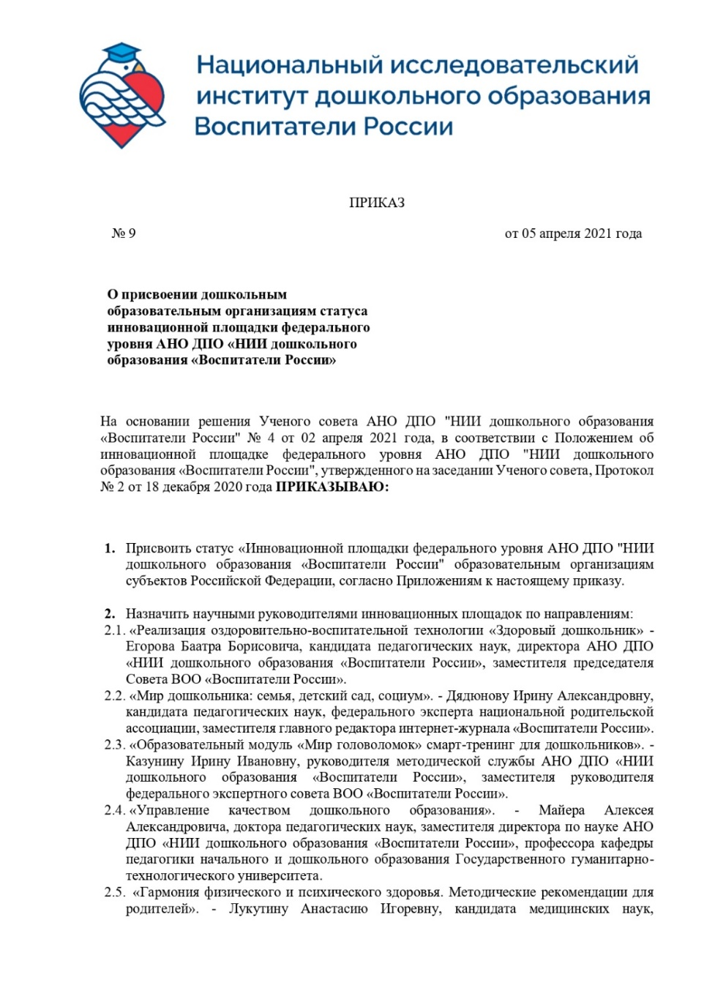 Национальный исследовательский
институт дошкольного образования
Воспитатели России
ПРИКАЗ
№ 9 от 05 апреля 2021 года
О присвоении дошкольным
образовательным организациям статуса
инновационной площадки федерального
уровня АНО ДПО «НИИ дошкольного
образования «Воспитатели России»
На основании решения Ученого совета АНО ДПО "НИИ дошкольного образования
«Воспитатели России" № 4 от 02 апреля 2021 года, в соответствии с Положением об
инновационной площадке федерального уровня АНО ДПО "НИИ дошкольного
образования «Воспитатели России", утвержденного на заседании Ученого совета, Протокол
№ 2 от 18 декабря 2020 года ПРИКАЗЫВАЮ:
1. Присвоить статус «Инновационной площадки федерального уровня АНО ДПО "НИИ
дошкольного образования «Воспитатели России" образовательным организациям
субъектов Российской Федерации, согласно Приложениям к настоящему приказу.
2. Назначить научными руководителями инновационных площадок по направлениям:
2.1. «Реализация оздоровительно-воспитательной технологии «Здоровый дошкольник» -
Егорова Баатра Борисовича, кандидата педагогических наук, директора АНО ДПО
«НИИ дошкольного образования «Воспитатели России», заместителя председателя
Совета ВОО «Воспитатели России».
2.2. «Мир дошкольника: семья, детский сад, социум». - Дядюнову Ирину Александровну,
кандидата педагогических наук, федерального эксперта национальной родительской
ассоциации, заместителя главного редактора интернет-журнала «Воспитатели России».
2.3. «Образовательный модуль «Мир головоломок» смарт-тренинг для дошкольников». -
Казунину Ирину Ивановну, руководителя методической службы АНО ДПО «НИИ
дошкольного образования «Воспитатели России», заместителя руководителя
федерального экспертного совета ВОО «Воспитатели России».
2.4. «Управление качеством дошкольного образования». - Майера Алексея
Александровича, доктора педагогических наук, заместителя директора по науке АНО
ДПО «НИИ дошкольного образования «Воспитатели России», профессора кафедры
педагогики начального и дошкольного образования Государственного гуманитарно-
технологического университета.
2.5. «Гармония физического и психического здоровья. Методические рекомендации для
родителей». - Лукутину Анастасию Игоревну, кандидата медицинских наук,